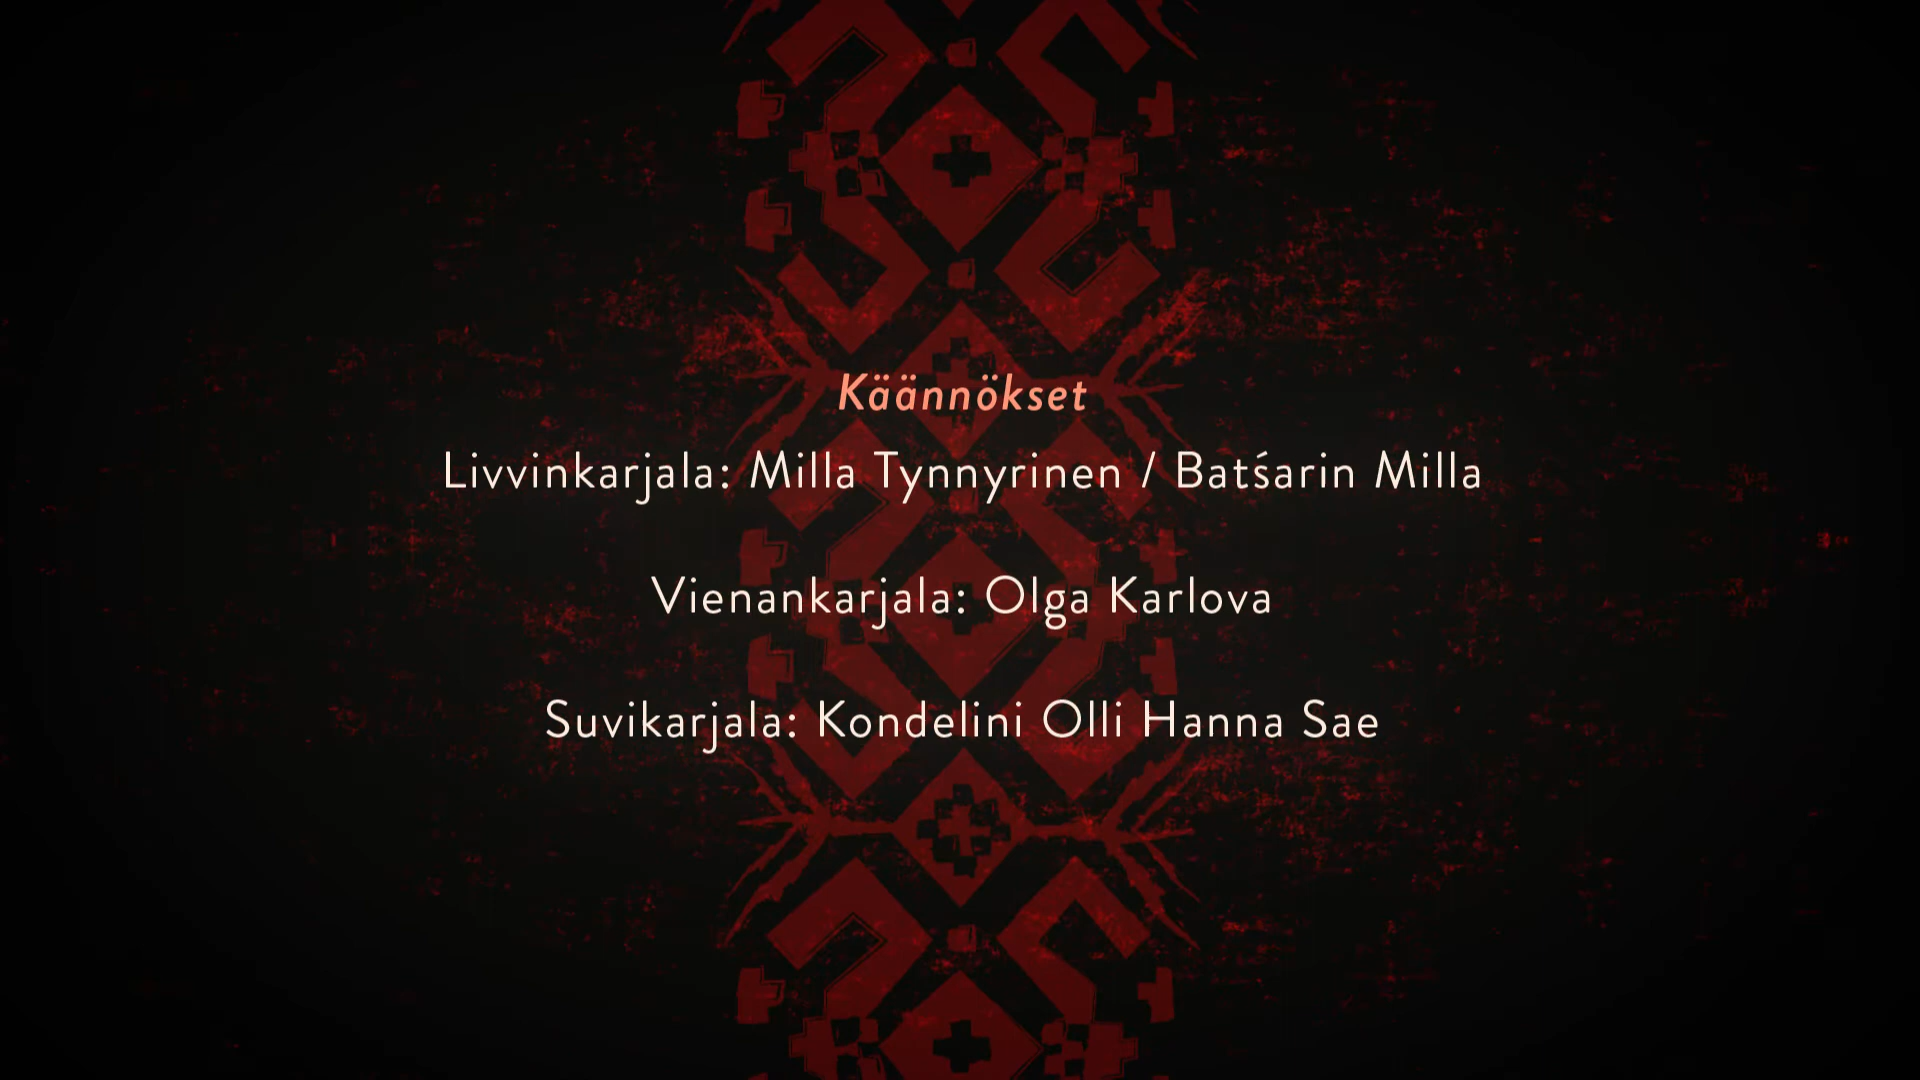 Käännökset
Livvinkarjala: Milla Tynnyrinen / Batśarin Milla
Vienankarjala: Olga Karlova
Suvikarjala: Kondelini Olli Hanna Sae